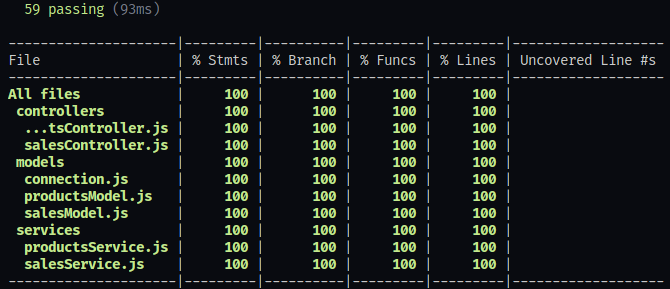 59 passing (93ms)
---------------------|---------|----------|---------|---------|-------------------
File                 | % Stmts | % Branch | % Funcs | % Lines | Uncovered Line #s
---------------------|---------|----------|---------|---------|-------------------
All files            |     100 |      100 |     100 |     100 |
 controllers         |     100 |      100 |     100 |     100 |
  ...tsController.js |     100 |      100 |     100 |     100 |
  salesController.js |     100 |      100 |     100 |     100 |
 models              |     100 |      100 |     100 |     100 |
  connection.js      |     100 |      100 |     100 |     100 |
  productsModel.js   |     100 |      100 |     100 |     100 |
  salesModel.js      |     100 |      100 |     100 |     100 |
 services            |     100 |      100 |     100 |     100 |
  productsService.js |     100 |      100 |     100 |     100 |
  salesService.js    |     100 |      100 |     100 |     100 |
---------------------|---------|----------|---------|---------|-------------------